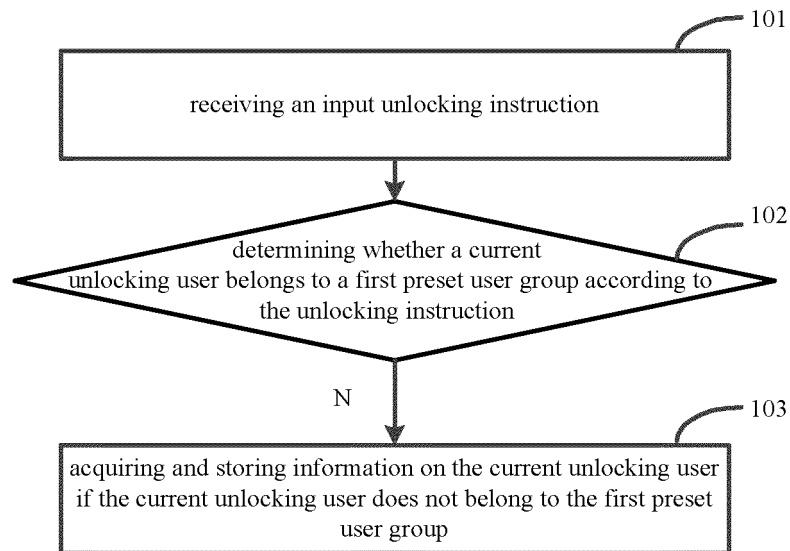 101
receiving an input unlocking instruction
102
determining whether a current
unlocking user belongs to a first preset user group according to
the unlocking instruction
N
103
acquiring and storing information on the current unlocking user
if the current unlocking user does not belong to the first preset
user group